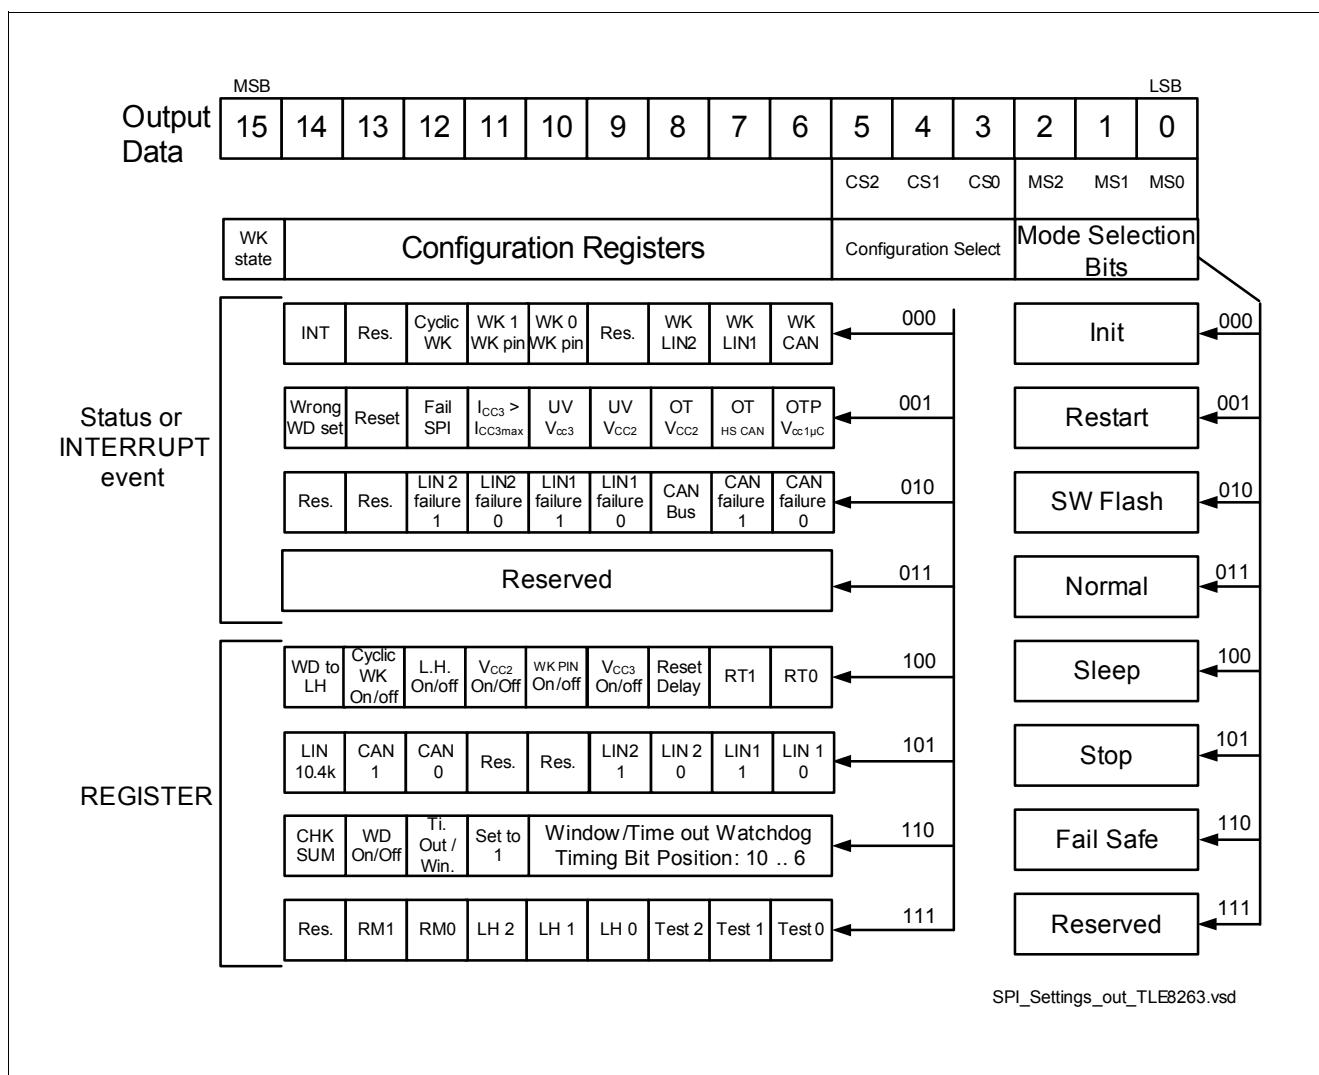 MSB LSB
Output Data 15 14 13 12 11 10 9 8 7 6 5 4 3 2 1 0
CS2 CS1 CS0 MS2 MS1 MS0
WK state
Configuration Registers
Configuration Select
Mode Selection Bits
Status or INTERRUPT event
INT Res. Cyclic WK WK 1 WK pin WK 0 WK pin Res. WK LIN2 WK LIN1 WK CAN 000 Init 000
Wrong WD set Reset Fail SPI ICC3 > ICC3max UV Vcc3 UV VCC2 OT VCC2 OT HS CAN OTP Vcc1µC 001 Restart 001
Res. Res. LIN 2 failure 1 LIN2 failure 0 LIN1 failure 1 LIN1 failure 0 CAN Bus CAN failure 1 CAN failure 0 010 SW Flash 010
Reserved 011 Normal 011
REGISTER
WD to LH Cyclic WK On/off L.H. On/off VCC2 On/Off WK PIN On/off VCC3 On/off Reset Delay RT1 RT0 100 Sleep 100
LIN 10.4k CAN 1 CAN 0 Res. Res. LIN2 1 LIN 2 0 LIN1 1 LIN 1 0 101 Stop 101
CHK SUM WD On/Off Ti. Out / Win. Set to 1 Window/Time out Watchdog Timing Bit Position: 10 .. 6 110 Fail Safe 110
Res. RM1 RM0 LH 2 LH 1 LH 0 Test 2 Test 1 Test 0 111 Reserved 111
SPI_Settings_out_TLE8263.vsd